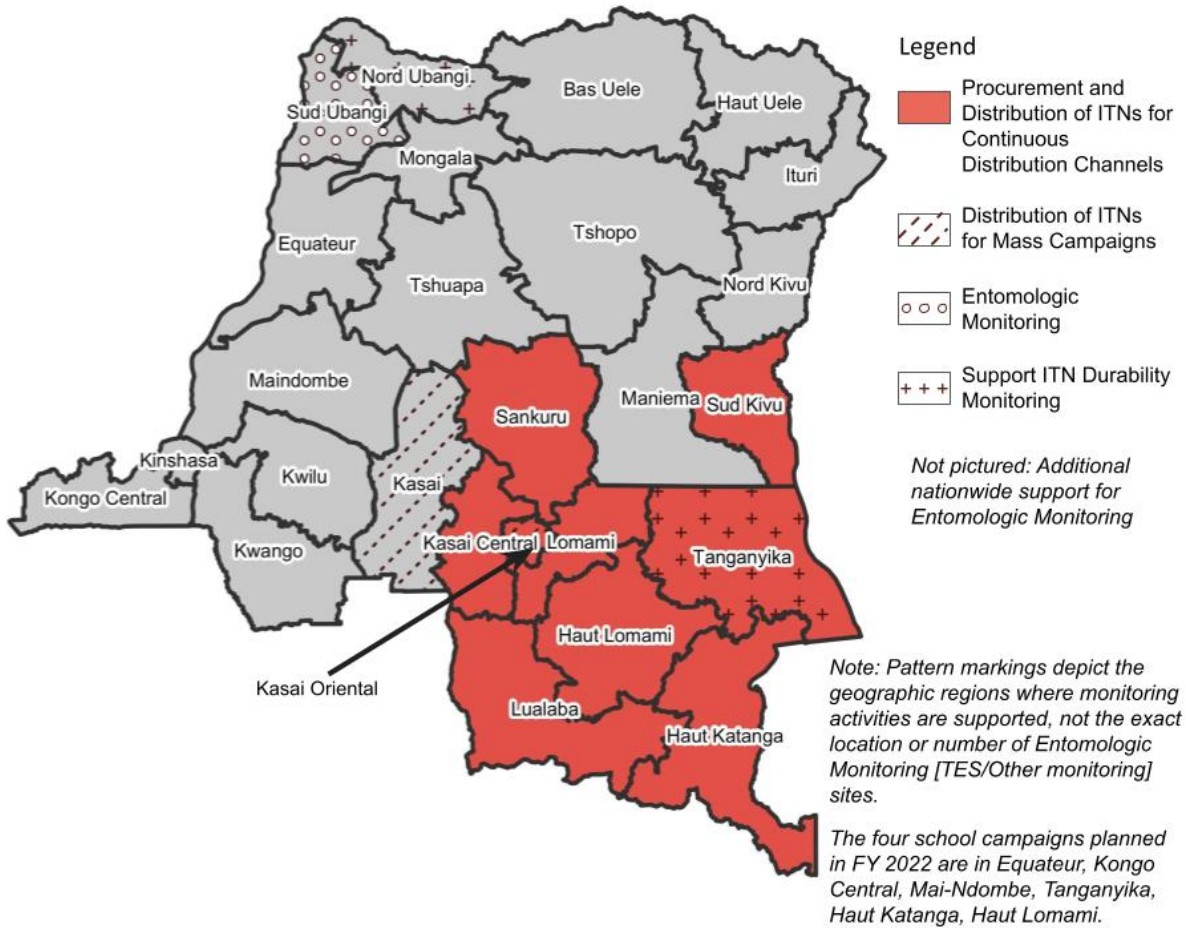 Legend
Procurement and
Distribution of ITNs for
Continuous
Distribution Channels
Distribution of ITNs
for Mass Campaigns
Entomologic
Monitoring
Support ITN Durability
Monitoring
Not pictured: Additional
nationwide support for
Entomologic Monitoring
Nord Ubangi
Sud Ubangi
Bas Uele
Haut Uele
Mongala
Ituri
Equateur
Tshopo
Tshuapa
Nord Kivu
Maindombe
Maniema
Sud Kivu
Sankuru
Kinshasa
Kongo Central
Kwilu
Kasai
Kwango
Kasai Central
Lomami
Tanganyika
Haut Lomami
Kasai Oriental
Lualaba
Haut Katanga
Note: Pattern markings depict the
geographic regions where monitoring
activities are supported, not the exact
location or number of Entomologic
Monitoring [TES/Other monitoring]
sites.
The four school campaigns planned
in FY 2022 are in Equateur, Kongo
Central, Mai-Ndombe, Tanganyika,
Haut Katanga, Haut Lomami.